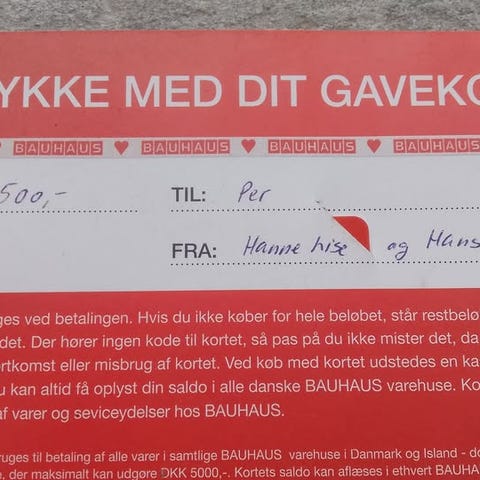 YKKE MED DIT GAVEKO
BAUHAUS ♥ BAUHAUS ♥ BAUHAUS ♥ BAUHAUS
500,- TIL: Per
FRA: Hanne Lise og Hans
ges ved betalingen. Hvis du ikke køber for hele beløbet, står restbelø
det. Der hører ingen kode til kortet, så pas på du ikke mister det, da
ortkomst eller misbrug af kortet. Ved køb med kortet udstedes en ka
u kan altid få oplyst din saldo i alle danske BAUHAUS varehuse. Ko
af varer og seviceydelser hos BAUHAUS.
ruges til betaling af alle varer i samtlige BAUHAUS varehuse i Danmark og Island - do
e, der maksimalt kan udgøre DKK 5000,-. Kortets saldo kan aflæses i ethvert BAUHA